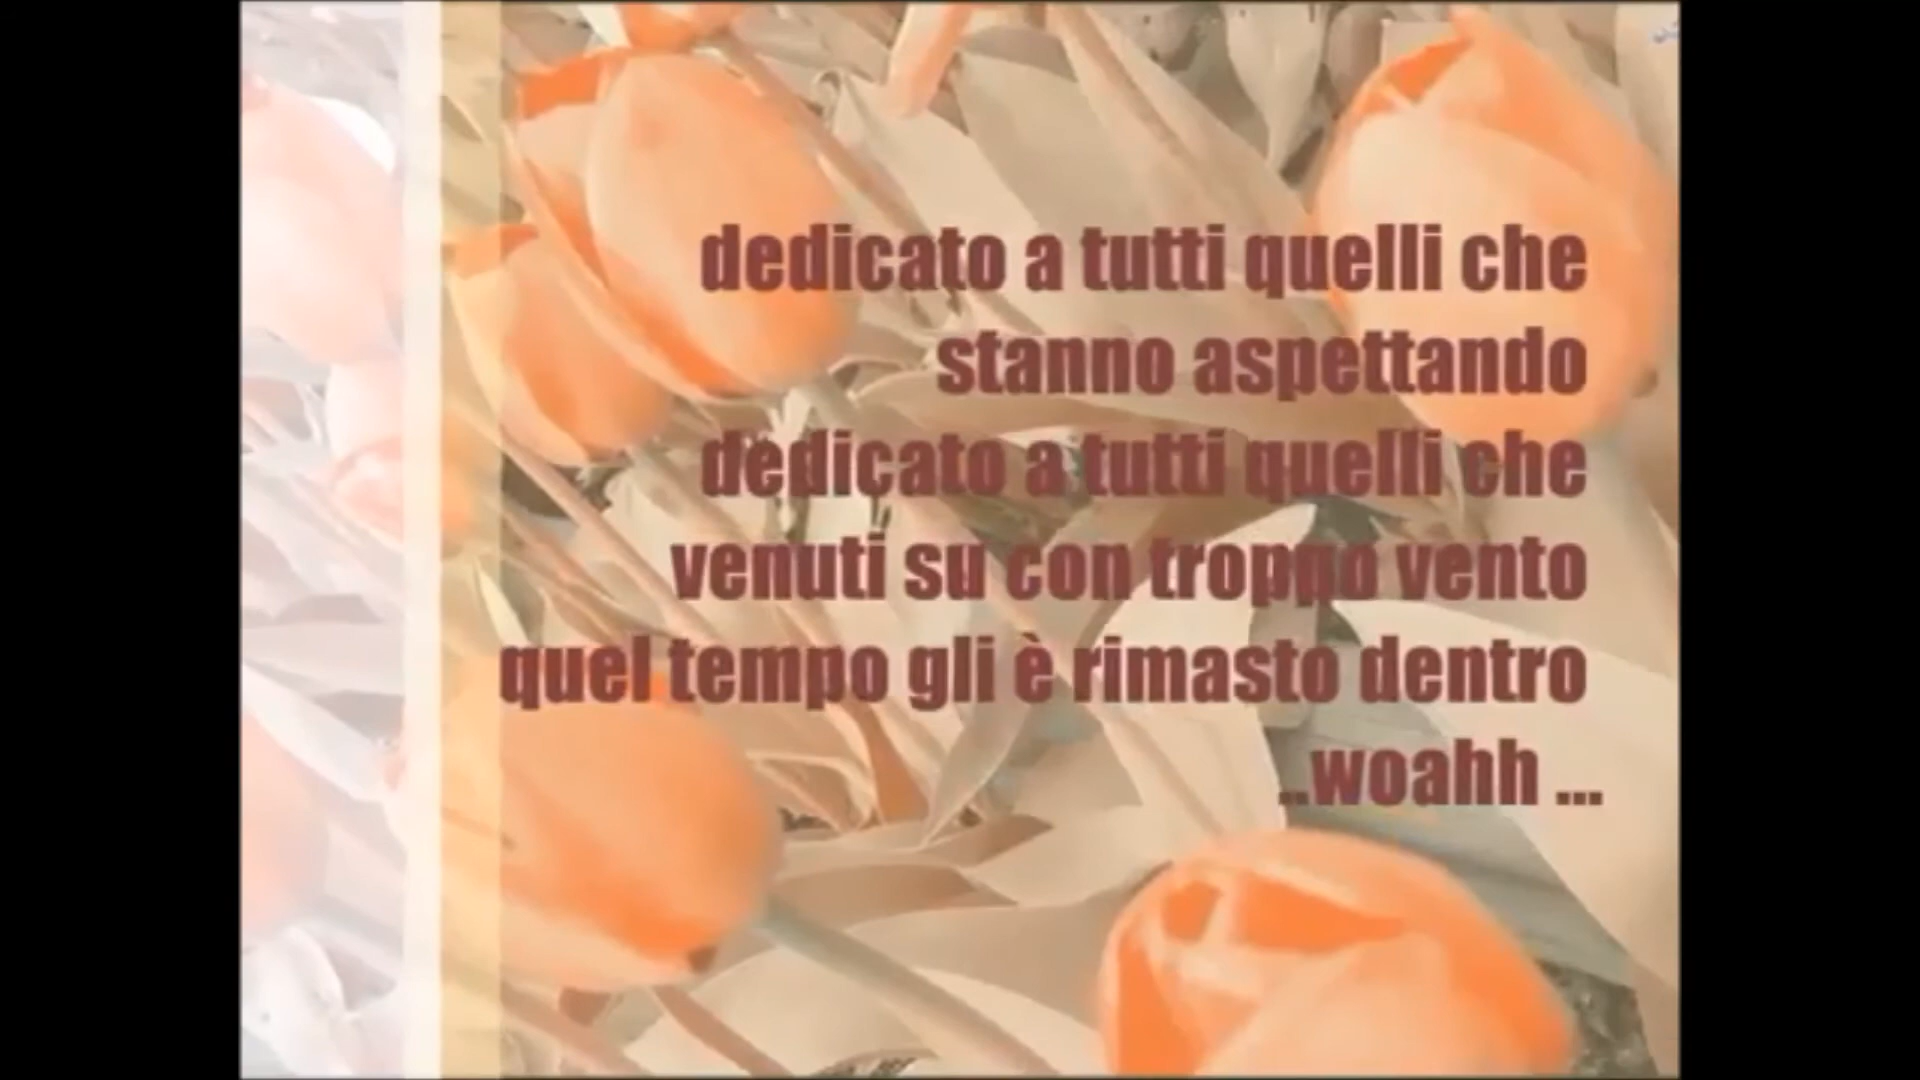 dedicato a tutti quelli che
stanno aspettando
dedicato a tutti quelli che
venuti su con troppo vento
quel tempo gli è rimasto dentro
..woahh ...